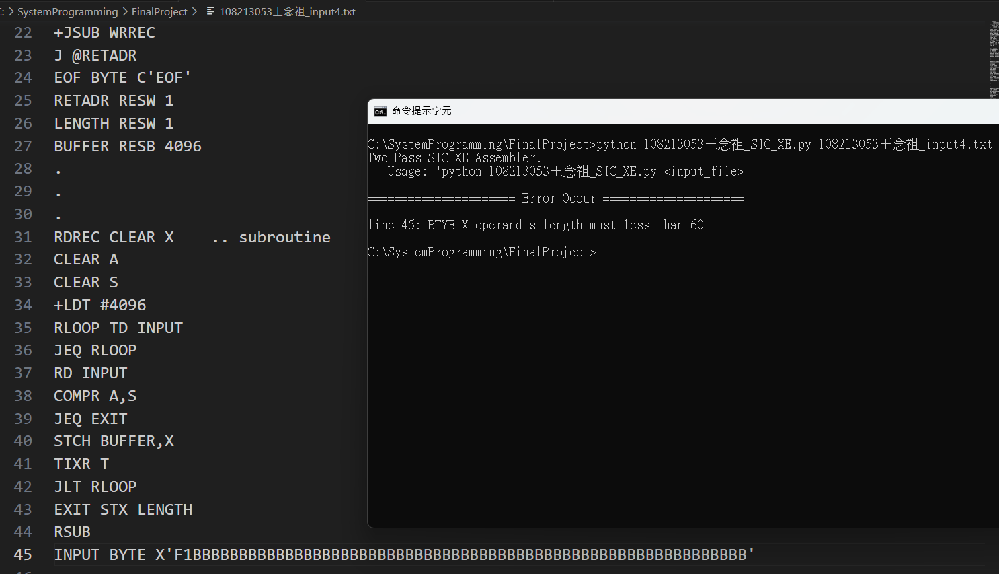 : > SystemProgramming > FinalProject > 108213053王念祖_input4.txt
22 +JSUB WRREC
23 J @RETADR
24 EOF BYTE C'EOF'
25 RETADR RESW 1
26 LENGTH RESW 1
27 BUFFER RESB 4096
28 .
29 .
30 .
31 RDREC CLEAR X    .. subroutine
32 CLEAR A
33 CLEAR S
34 +LDT #4096
35 RLOOP TD INPUT
36 JEQ RLOOP
37 RD INPUT
38 COMPR A,S
39 JEQ EXIT
40 STCH BUFFER,X
41 TIXR T
42 JLT RLOOP
43 EXIT STX LENGTH
44 RSUB
45 INPUT BYTE X'F1BBBBBBBBBBBBBBBBBBBBBBBBBBBBBBBBBBBBBBBBBBBBBBBBBBBBBBBBBBBB'
命令提示字元
C:\SystemProgramming\FinalProject>python 108213053王念祖_SIC_XE.py 108213053王念祖_input4.txt
Two Pass SIC XE Assembler.
   Usage: 'python 108213053王念祖_SIC_XE.py <input_file>
====================== Error Occur =====================
line 45: BTYE X operand's length must less than 60
C:\SystemProgramming\FinalProject>